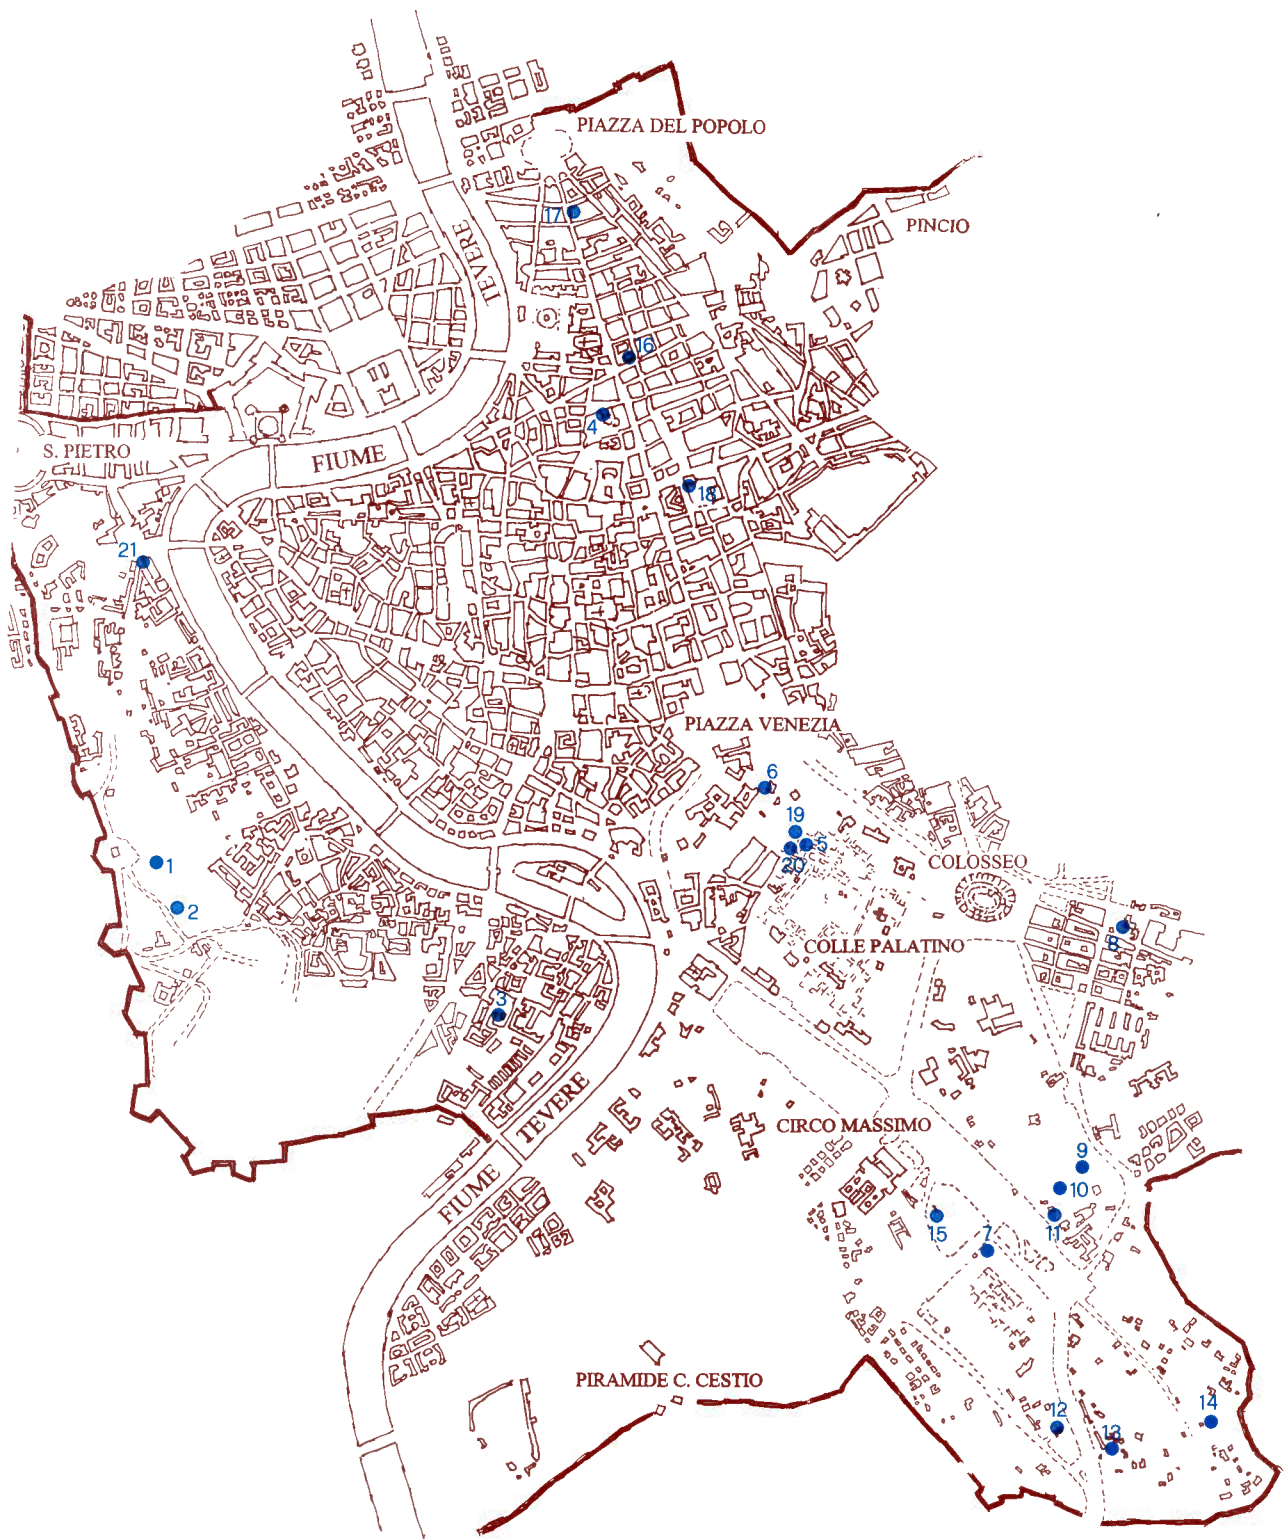 PIAZZA DEL POPOLO
17
PINCIO
TEVERE
16
4
S. PIETRO
FIUME
18
21
PIAZZA VENEZIA
6
19
5
20
COLOSSEO
1
2
8
COLLE PALATINO
3
TEVERE
CIRCO MASSIMO
9
FIUME
10
15
7
11
PIRAMIDE C. CESTIO
12
14
13